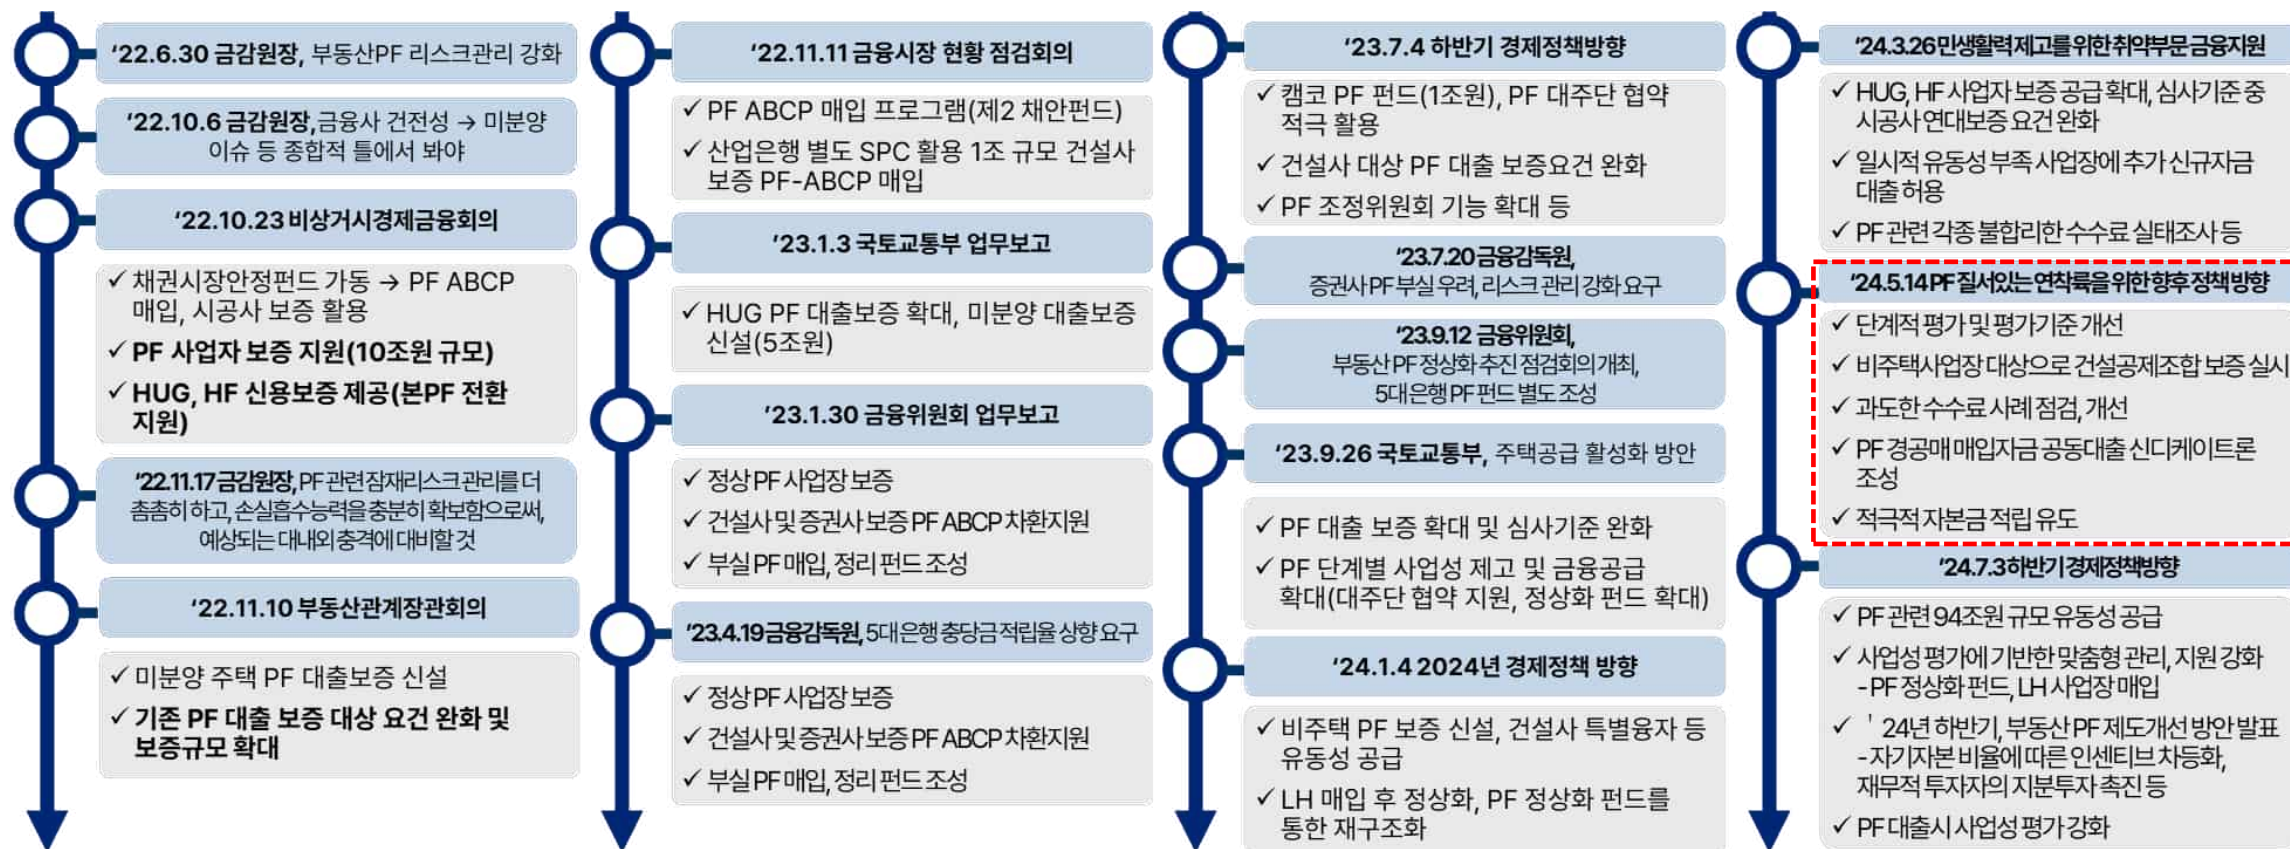 ‘22.6.30 금감원장, 부동산PF 리스크관리 강화
‘22.10.6 금감원장,금융사 건전성 → 미분양
이슈 등 종합적 틀에서 봐야
‘22.10.23 비상거시경제금융회의
✓ 채권시장안정펀드 가동 → PF ABCP
매입, 시공사 보증 활용
✓ PF 사업자 보증 지원(10조원 규모)
✓ HUG, HF 신용보증 제공(본PF 전환
지원)
‘22.11.17 금감원장, PF 관련 잠재리스크 관리를 더
촘촘히 하고, 손실흡수능력을 충분히 확보함으로써,
예상되는 대내외 충격에 대비할 것
‘22.11.10 부동산관계장관회의
✓ 미분양 주택 PF 대출보증 신설
✓ 기존 PF 대출 보증 대상 요건 완화 및
보증규모 확대
‘22.11.11 금융시장 현황 점검회의
✓ PF ABCP 매입 프로그램(제2 채안펀드)
✓ 산업은행 별도 SPC 활용 1조 규모 건설사
보증 PF-ABCP 매입
‘23.1.3 국토교통부 업무보고
✓ HUG PF 대출보증 확대, 미분양 대출보증
신설(5조원)
‘23.1.30 금융위원회 업무보고
✓ 정상 PF 사업장 보증
✓ 건설사 및 증권사 보증 PF ABCP 차환지원
✓ 부실 PF 매입, 정리 펀드 조성
‘23.4.19 금융감독원, 5대 은행 충당금 적립율 상향 요구
✓ 정상 PF 사업장 보증
✓ 건설사 및 증권사 보증 PF ABCP 차환지원
✓ 부실 PF 매입, 정리 펀드 조성
‘23.7.4 하반기 경제정책방향
✓ 캠코 PF 펀드(1조원), PF 대주단 협약
적극 활용
✓ 건설사 대상 PF 대출 보증요건 완화
✓ PF 조정위원회 기능 확대 등
‘23.7.20 금융감독원,
증권사 PF 부실 우려, 리스크 관리 강화 요구
‘23.9.12 금융위원회,
부동산 PF 정상화 추진 점검회의 개최,
5대 은행 PF 펀드 별도 조성
‘23.9.26 국토교통부, 주택공급 활성화 방안
✓ PF 대출 보증 확대 및 심사기준 완화
✓ PF 단계별 사업성 제고 및 금융공급
확대(대주단 협약 지원, 정상화 펀드 확대)
‘24.1.4 2024년 경제정책 방향
✓ 비주택 PF 보증 신설, 건설사 특별융자 등
유동성 공급
✓ LH 매입 후 정상화, PF 정상화 펀드를
통한 재구조화
‘24.3.26 민생활력 제고를 위한 취약부문 금융지원
✓ HUG, HF 사업자 보증 공급 확대, 심사기준 중
시공사 연대보증 요건 완화
✓ 일시적 유동성 부족 사업장에 추가 신규자금
대출 허용
✓ PF 관련 각종 불합리한 수수료 실태조사 등
‘24.5.14 PF 질서있는 연착륙을 위한 향후 정책 방향
✓ 단계적 평가 및 평가기준 개선
✓ 비주택사업장 대상으로 건설공제조합 보증 실시
✓ 과도한 수수료 사례 점검, 개선
✓ PF 경공매 매입자금 공동대출 신디케이트론
조성
✓ 적극적 자본금 적립 유도
‘24.7.3 하반기 경제정책방향
✓ PF 관련 94조원 규모 유동성 공급
✓ 사업성 평가에 기반한 맞춤형 관리, 지원 강화
- PF 정상화 펀드, LH 사업장 매입
✓ ' 24년 하반기, 부동산 PF 제도개선 방안 발표
- 자기자본 비율에 따른 인센티브 차등화,
재무적 투자자의 지분투자 촉진 등
✓ PF 대출시 사업성 평가 강화